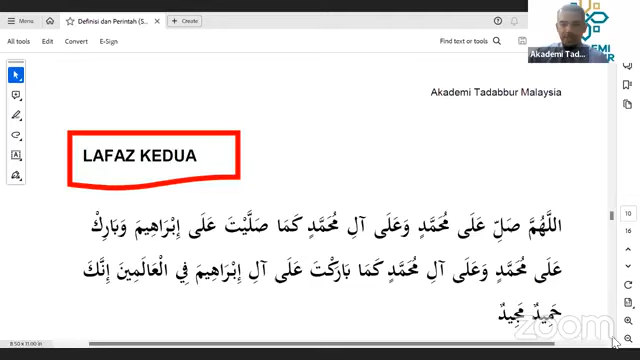 Menu
Definisi dan Perintah (S...
Create
All tools Edit Convert E-Sign
Find text or tools
Akademi Tad...
Akademi Tadabbur Malaysia
LAFAZ KEDUA
اللَّهُمَّ صَلِّ عَلَى مُحَمَّدٍ وَعَلَى آلِ مُحَمَّدٍ كَمَا صَلَّيْتَ عَلَى إِبْرَاهِيمَ وَبَارِكْ
عَلَى مُحَمَّدٍ وَعَلَى آلِ مُحَمَّدٍ كَمَا بَارَكْتَ عَلَى آلِ إِبْرَاهِيمَ فِي الْعَالَمِينَ إِنَّكَ
حَمِيدٌ مَجِيدٌ
10
16
8.50 x 11.00 in
zoom